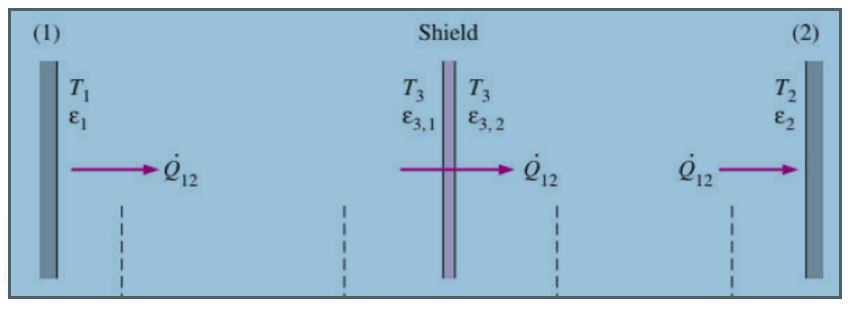 (1) Shield (2)
T₁ T₃ T₃ T₂
ε₁ ε₃,₁ ε₃,₂ ε₂
Q̇₁₂ Q̇₁₂ Q̇₁₂